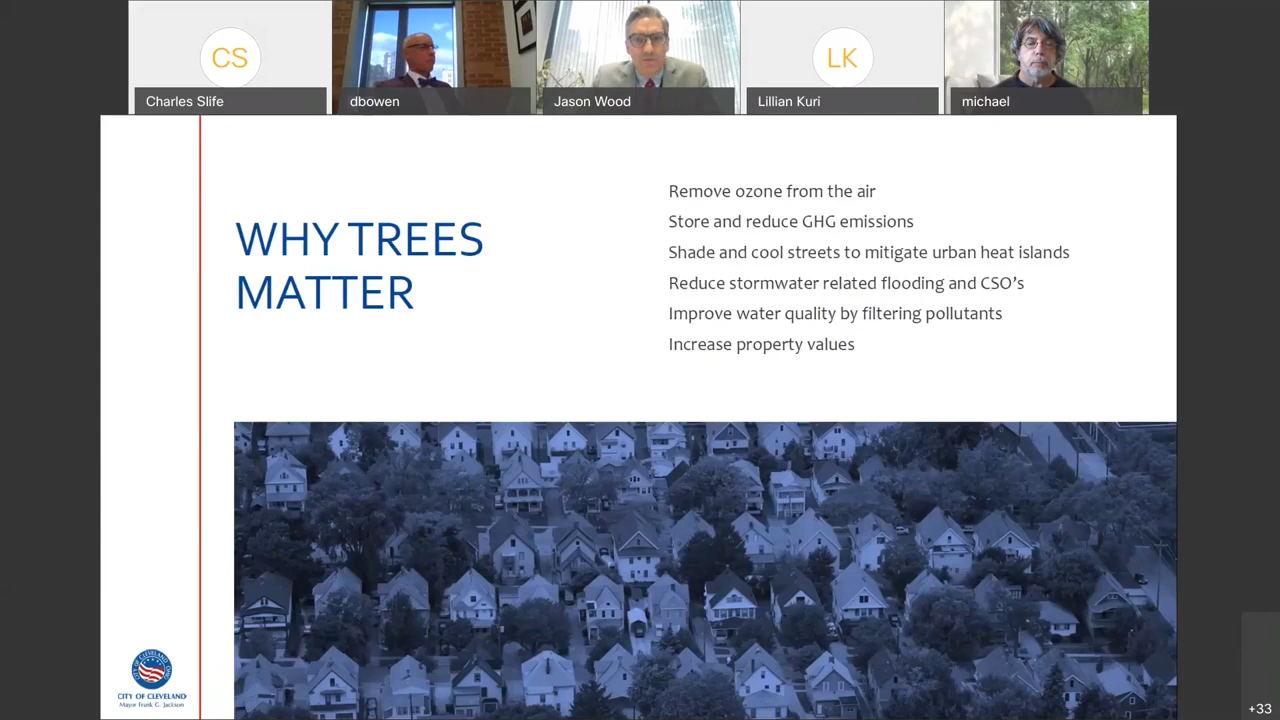 CS
LK
Charles Slife
dbowen
Jason Wood
Lillian Kuri
michael
WHY TREES
MATTER
Remove ozone from the air
Store and reduce GHG emissions
Shade and cool streets to mitigate urban heat islands
Reduce stormwater related flooding and CSO’s
Improve water quality by filtering pollutants
Increase property values
CITY OF CLEVELAND
Mayor Frank G. Jackson
+33